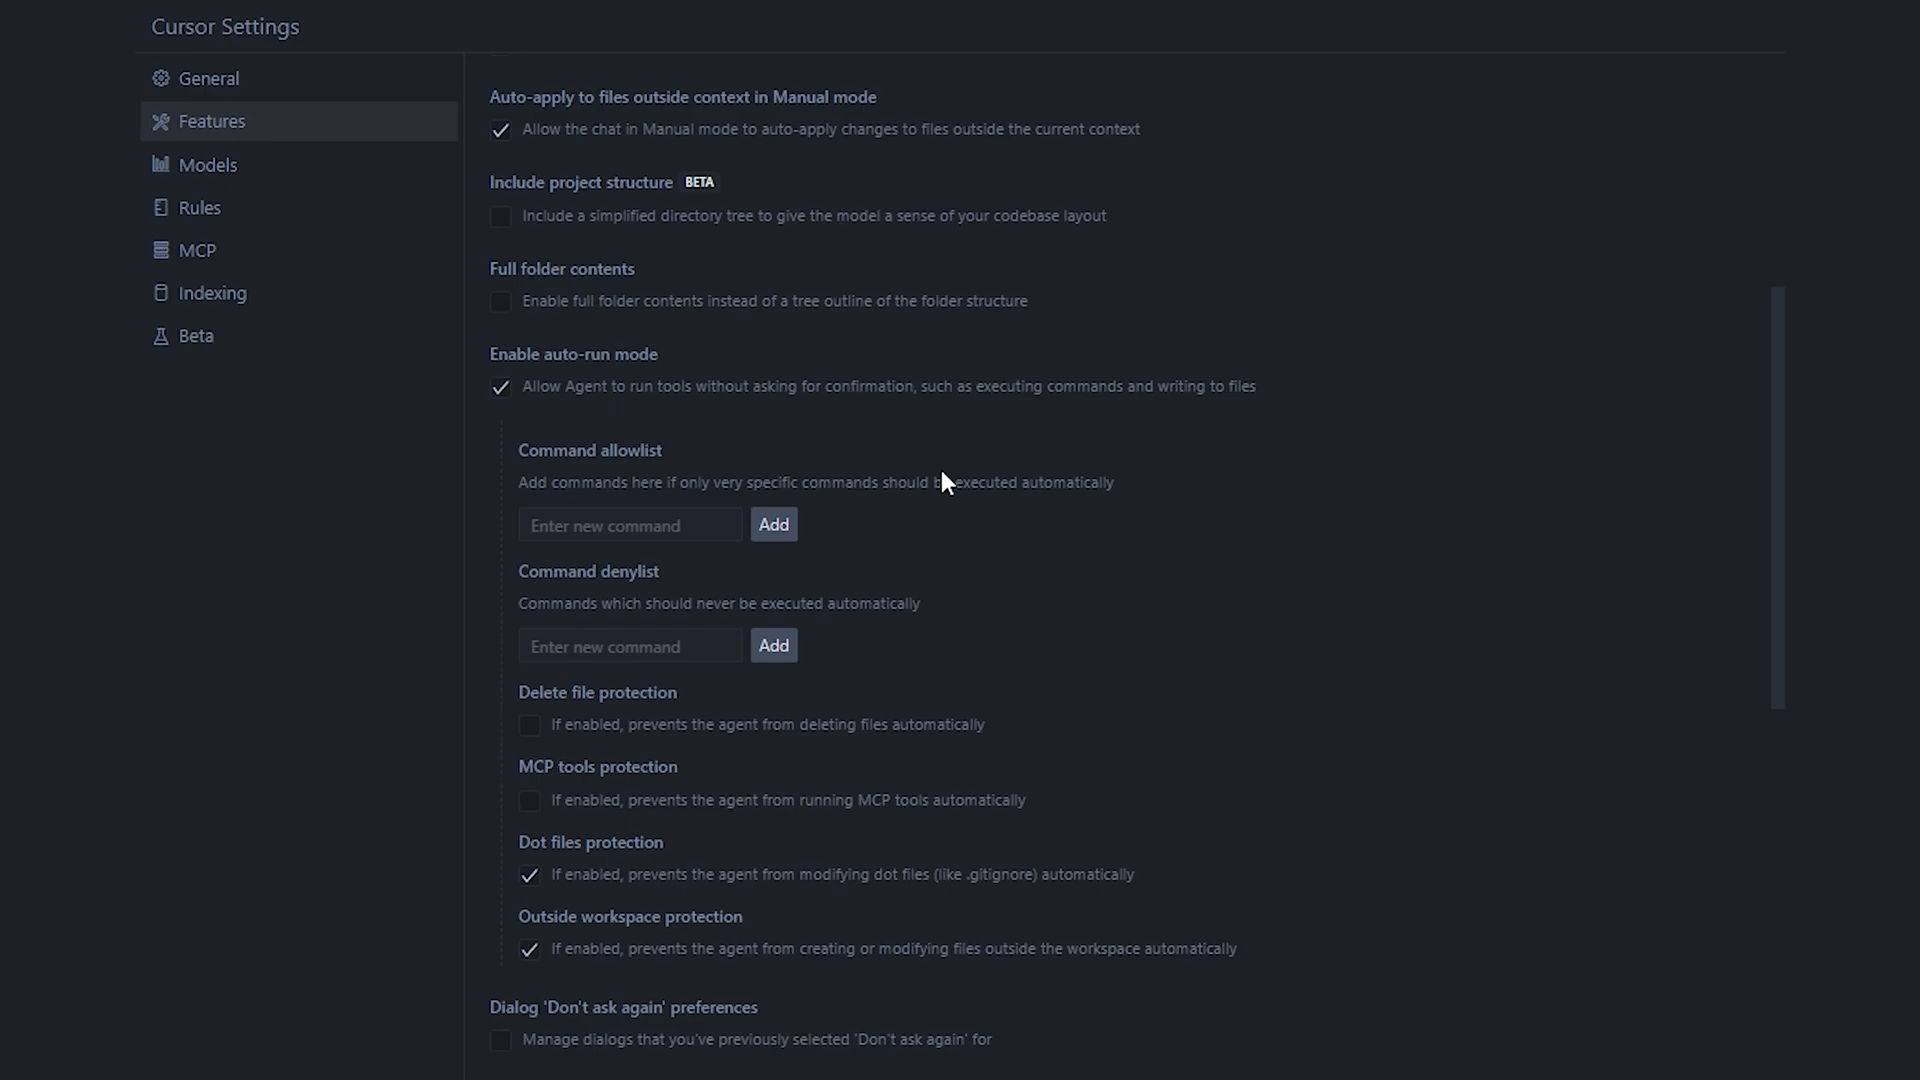 Cursor Settings
General
Features
Models
Rules
MCP
Indexing
Beta
Auto-apply to files outside context in Manual mode
Allow the chat in Manual mode to auto-apply changes to files outside the current context
Include project structure BETA
Include a simplified directory tree to give the model a sense of your codebase layout
Full folder contents
Enable full folder contents instead of a tree outline of the folder structure
Enable auto-run mode
Allow Agent to run tools without asking for confirmation, such as executing commands and writing to files
Command allowlist
Add commands here if only very specific commands should be executed automatically
Enter new command Add
Command denylist
Commands which should never be executed automatically
Enter new command Add
Delete file protection
If enabled, prevents the agent from deleting files automatically
MCP tools protection
If enabled, prevents the agent from running MCP tools automatically
Dot files protection
If enabled, prevents the agent from modifying dot files (like .gitignore) automatically
Outside workspace protection
If enabled, prevents the agent from creating or modifying files outside the workspace automatically
Dialog 'Don't ask again' preferences
Manage dialogs that you've previously selected 'Don't ask again' for